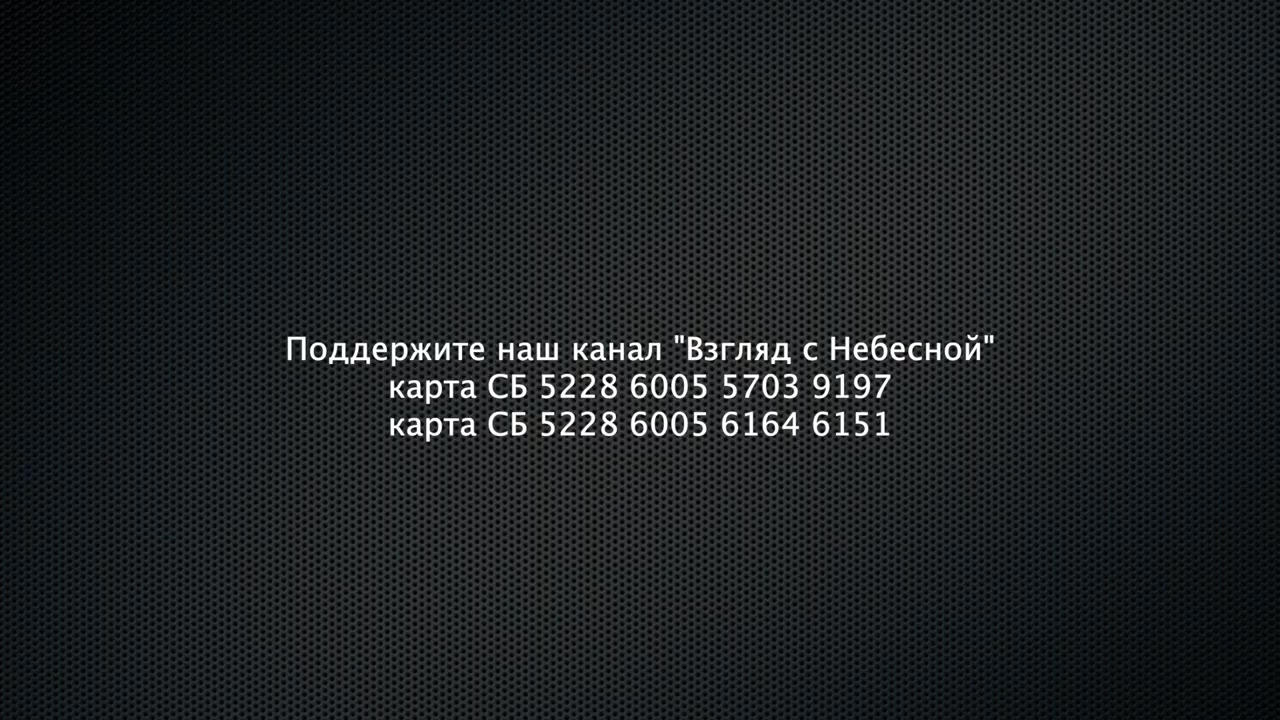 Поддержите наш канал "Взгляд с Небесной"
карта СБ 5228 6005 5703 9197
карта СБ 5228 6005 6164 6151